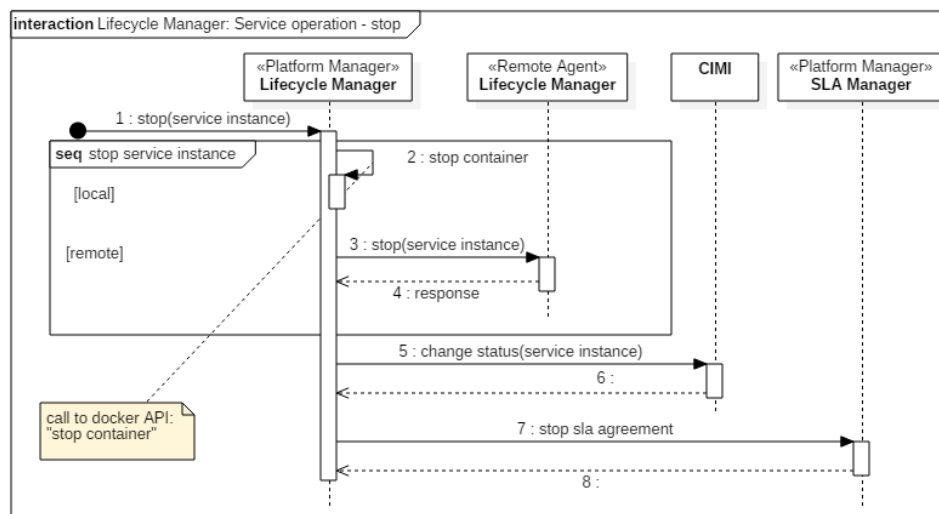 interaction Lifecycle Manager: Service operation - stop
«Platform Manager»
Lifecycle Manager
«Remote Agent»
Lifecycle Manager
CIMI
«Platform Manager»
SLA Manager
1 : stop(service instance)
seq stop service instance
2 : stop container
[local]
[remote]
3 : stop(service instance)
4 : response
5 : change status(service instance)
6 :
call to docker API:
"stop container"
7 : stop sla agreement
8 :